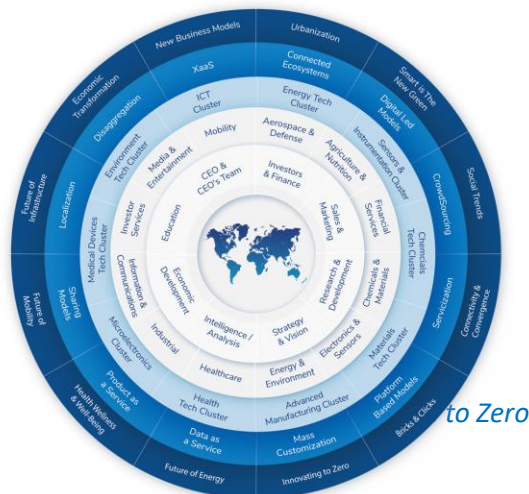 New Business Models
Urbanization
Smart is The
New Green
Social Trends
Connectivity &
Convergence
Bricks & Clicks
Innovating to Zero
Future of Energy
Health Wellness
& Well-Being
Future of
Mobility
Future of
Infrastructure
Economic
Transformation
XaaS
Connected
Ecosystems
Digital Led
Models
CrowdSourcing
Servicization
Platform
Based Models
Mass
Customization
Data as
a Service
Product as
a Service
Sharing
Models
Localization
Disaggregation
ICT
Cluster
Energy Tech
Cluster
Sensors &
Instrumentation Cluster
Chemcials
Tech Cluster
Materials
Tech Cluster
Advanced
Manufacturing Cluster
Health
Tech Cluster
Microelectronics
Cluster
Medical Devices
Tech Cluster
Environment
Tech Cluster
Mobility
Aerospace &
Defense
Agriculture &
Nutrition
Financial
Services
Chemicals &
Materials
Electronics &
Sensors
Energy &
Environment
Healthcare
Industrial
Information &
Communications
Investor
Services
Media &
Entertainment
CEO &
CEO's Team
Investors
& Finance
Sales &
Marketing
Research &
Development
Strategy
& Vision
Intelligence /
Analysis
Economic
Development
Education
to Zero